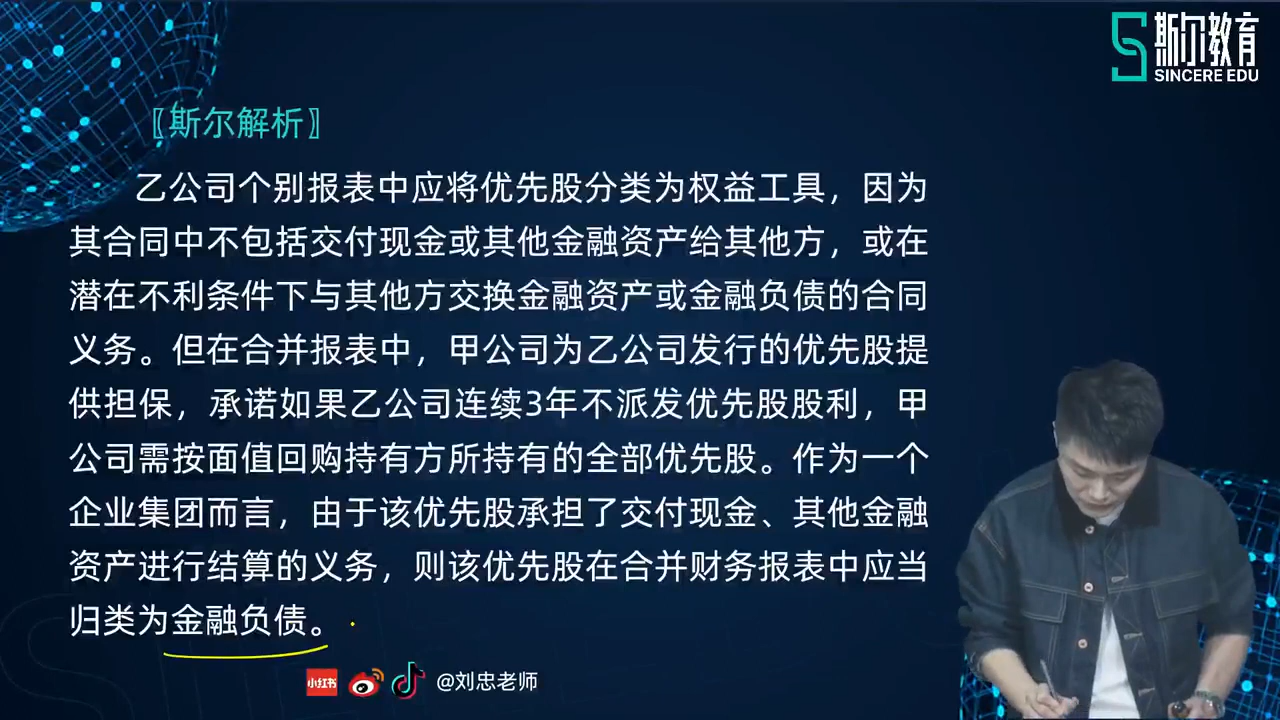 斯尔教育
SINCERE EDU
〖斯尔解析〗
乙公司个别报表中应将优先股分类为权益工具，因为
其合同中不包括交付现金或其他金融资产给其他方，或在
潜在不利条件下与其他方交换金融资产或金融负债的合同
义务。但在合并报表中，甲公司为乙公司发行的优先股提
供担保，承诺如果乙公司连续3年不派发优先股股利，甲
公司需按面值回购持有方所持有的全部优先股。作为一个
企业集团而言，由于该优先股承担了交付现金、其他金融
资产进行结算的义务，则该优先股在合并财务报表中应当
归类为金融负债。
小红书 @刘忠老师